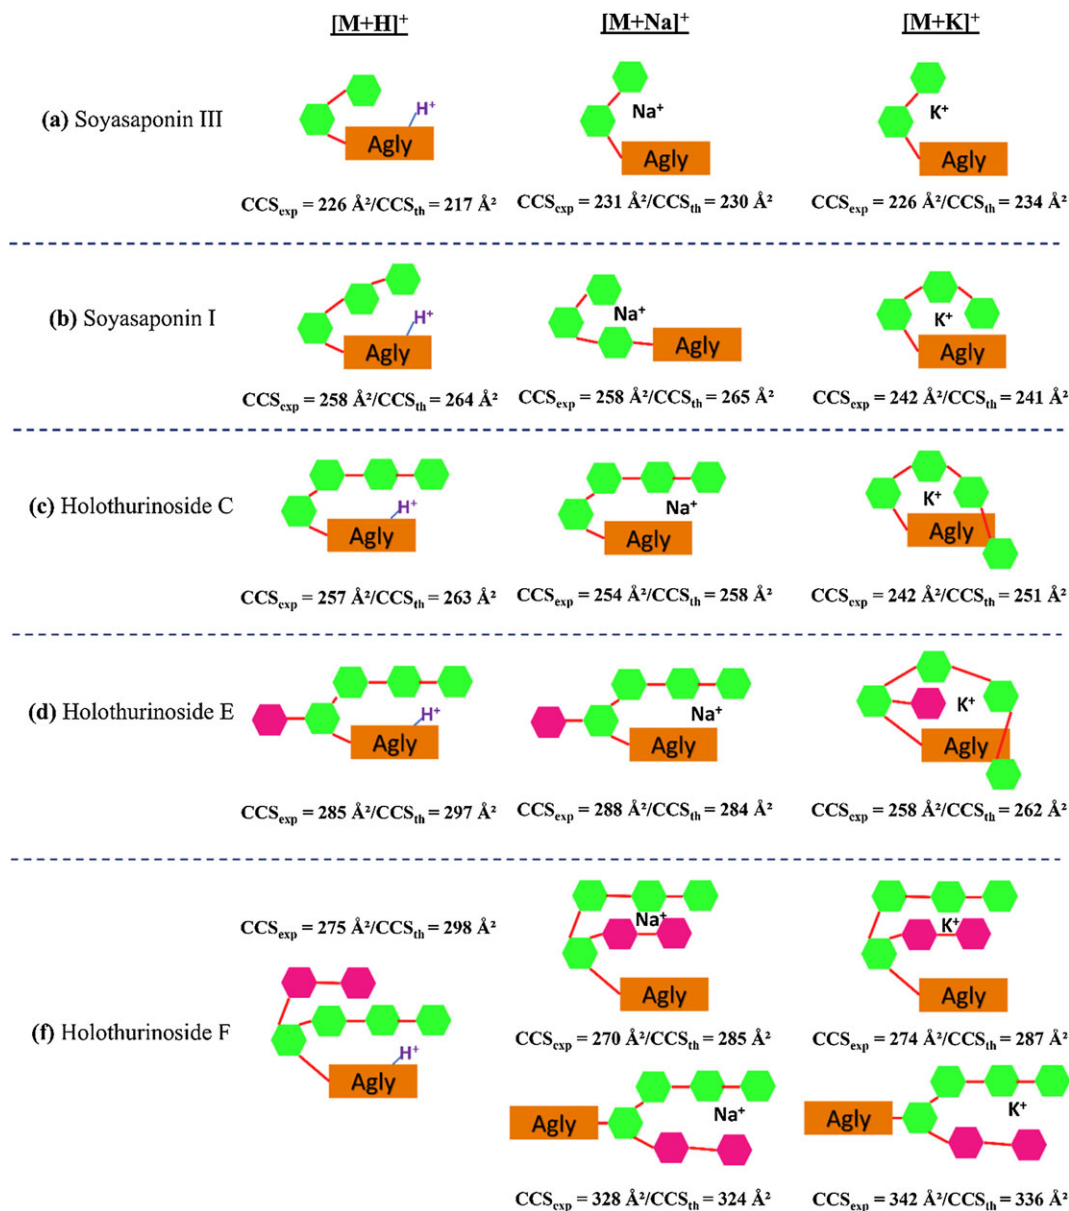 [M+H]⁺ [M+Na]⁺ [M+K]⁺
H⁺ Na⁺ K⁺
(a) Soyasaponin III
Agly Agly Agly
CCSexp = 226 Å²/CCSth = 217 Å² CCSexp = 231 Å²/CCSth = 230 Å² CCSexp = 226 Å²/CCSth = 234 Å²
(b) Soyasaponin I
H⁺ Na⁺ K⁺
Agly Agly Agly
CCSexp = 258 Å²/CCSth = 264 Å² CCSexp = 258 Å²/CCSth = 265 Å² CCSexp = 242 Å²/CCSth = 241 Å²
(c) Holothurinoside C
H⁺ Na⁺ K⁺
Agly Agly Agly
CCSexp = 257 Å²/CCSth = 263 Å² CCSexp = 254 Å²/CCSth = 258 Å² CCSexp = 242 Å²/CCSth = 251 Å²
(d) Holothurinoside E
H⁺ Na⁺ K⁺
Agly Agly Agly
CCSexp = 285 Å²/CCSth = 297 Å² CCSexp = 288 Å²/CCSth = 284 Å² CCSexp = 258 Å²/CCSth = 262 Å²
CCSexp = 275 Å²/CCSth = 298 Å²
Na⁺ K⁺
Agly Agly
(f) Holothurinoside F
H⁺
Agly
CCSexp = 270 Å²/CCSth = 285 Å² CCSexp = 274 Å²/CCSth = 287 Å²
Agly Na⁺ Agly K⁺
CCSexp = 328 Å²/CCSth = 324 Å² CCSexp = 342 Å²/CCSth = 336 Å²